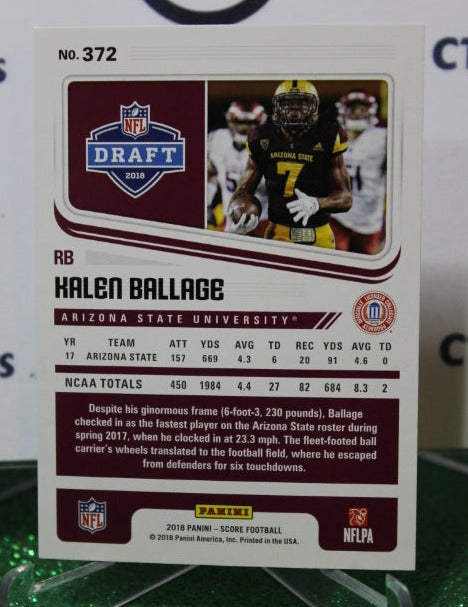 No. 372
NFL
DRAFT
2018
ARIZONA STATE
7
RB
KALEN BALLAGE
ARIZONA STATE UNIVERSITY®
YR TEAM ATT YDS AVG TD REC YDS AVG TD
17 ARIZONA STATE 157 669 4.3 6 20 91 4.6 0
NCAA TOTALS 450 1984 4.4 27 82 684 8.3 2
Despite his ginormous frame (6-foot-3, 230 pounds), Ballage
checked in as the fastest player on the Arizona State roster during
spring 2017, when he clocked in at 23.3 mph. The fleet-footed ball
carrier's wheels translated to the football field, where he escaped
from defenders for six touchdowns.
NFL
PANINI
2018 PANINI – SCORE FOOTBALL
© 2018 Panini America, Inc. Printed in the USA.
NFLPA